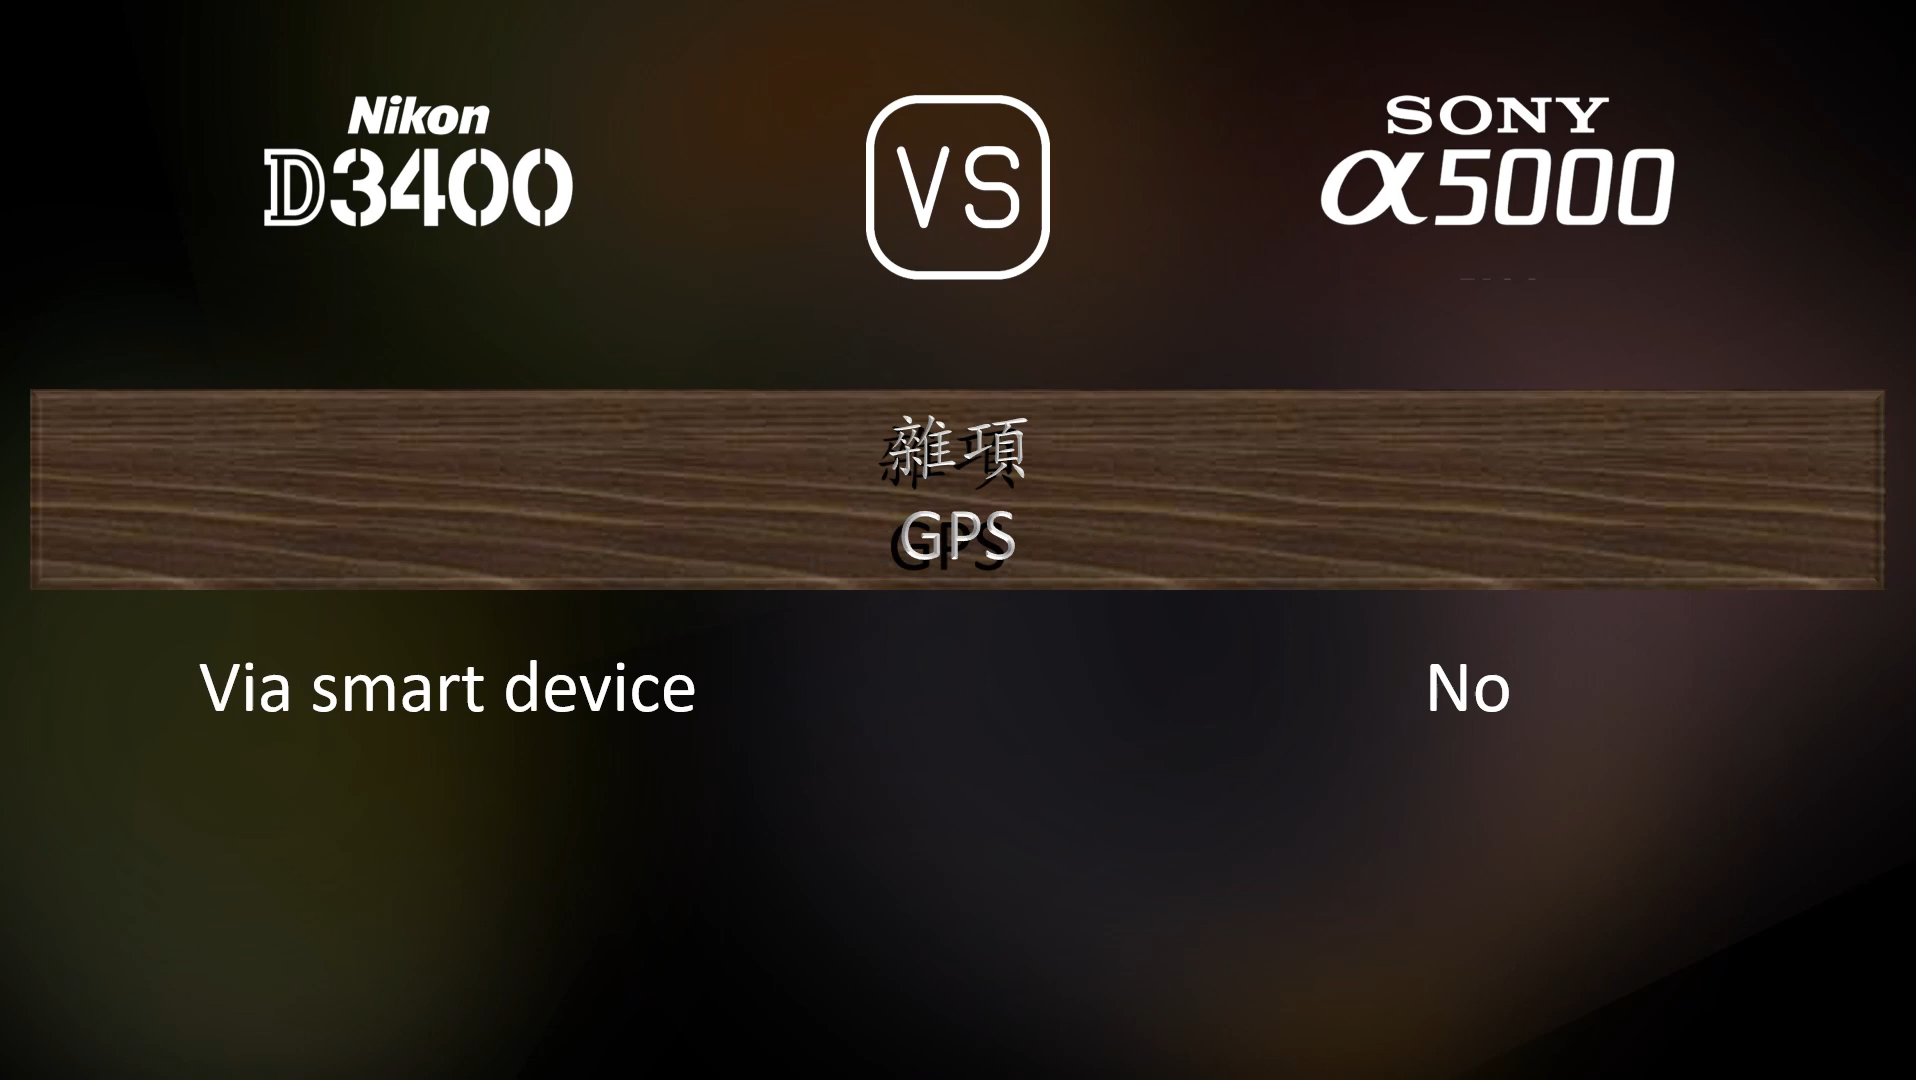 Nikon
D3400
VS
SONY
α5000
雜項
GPS
Via smart device
No